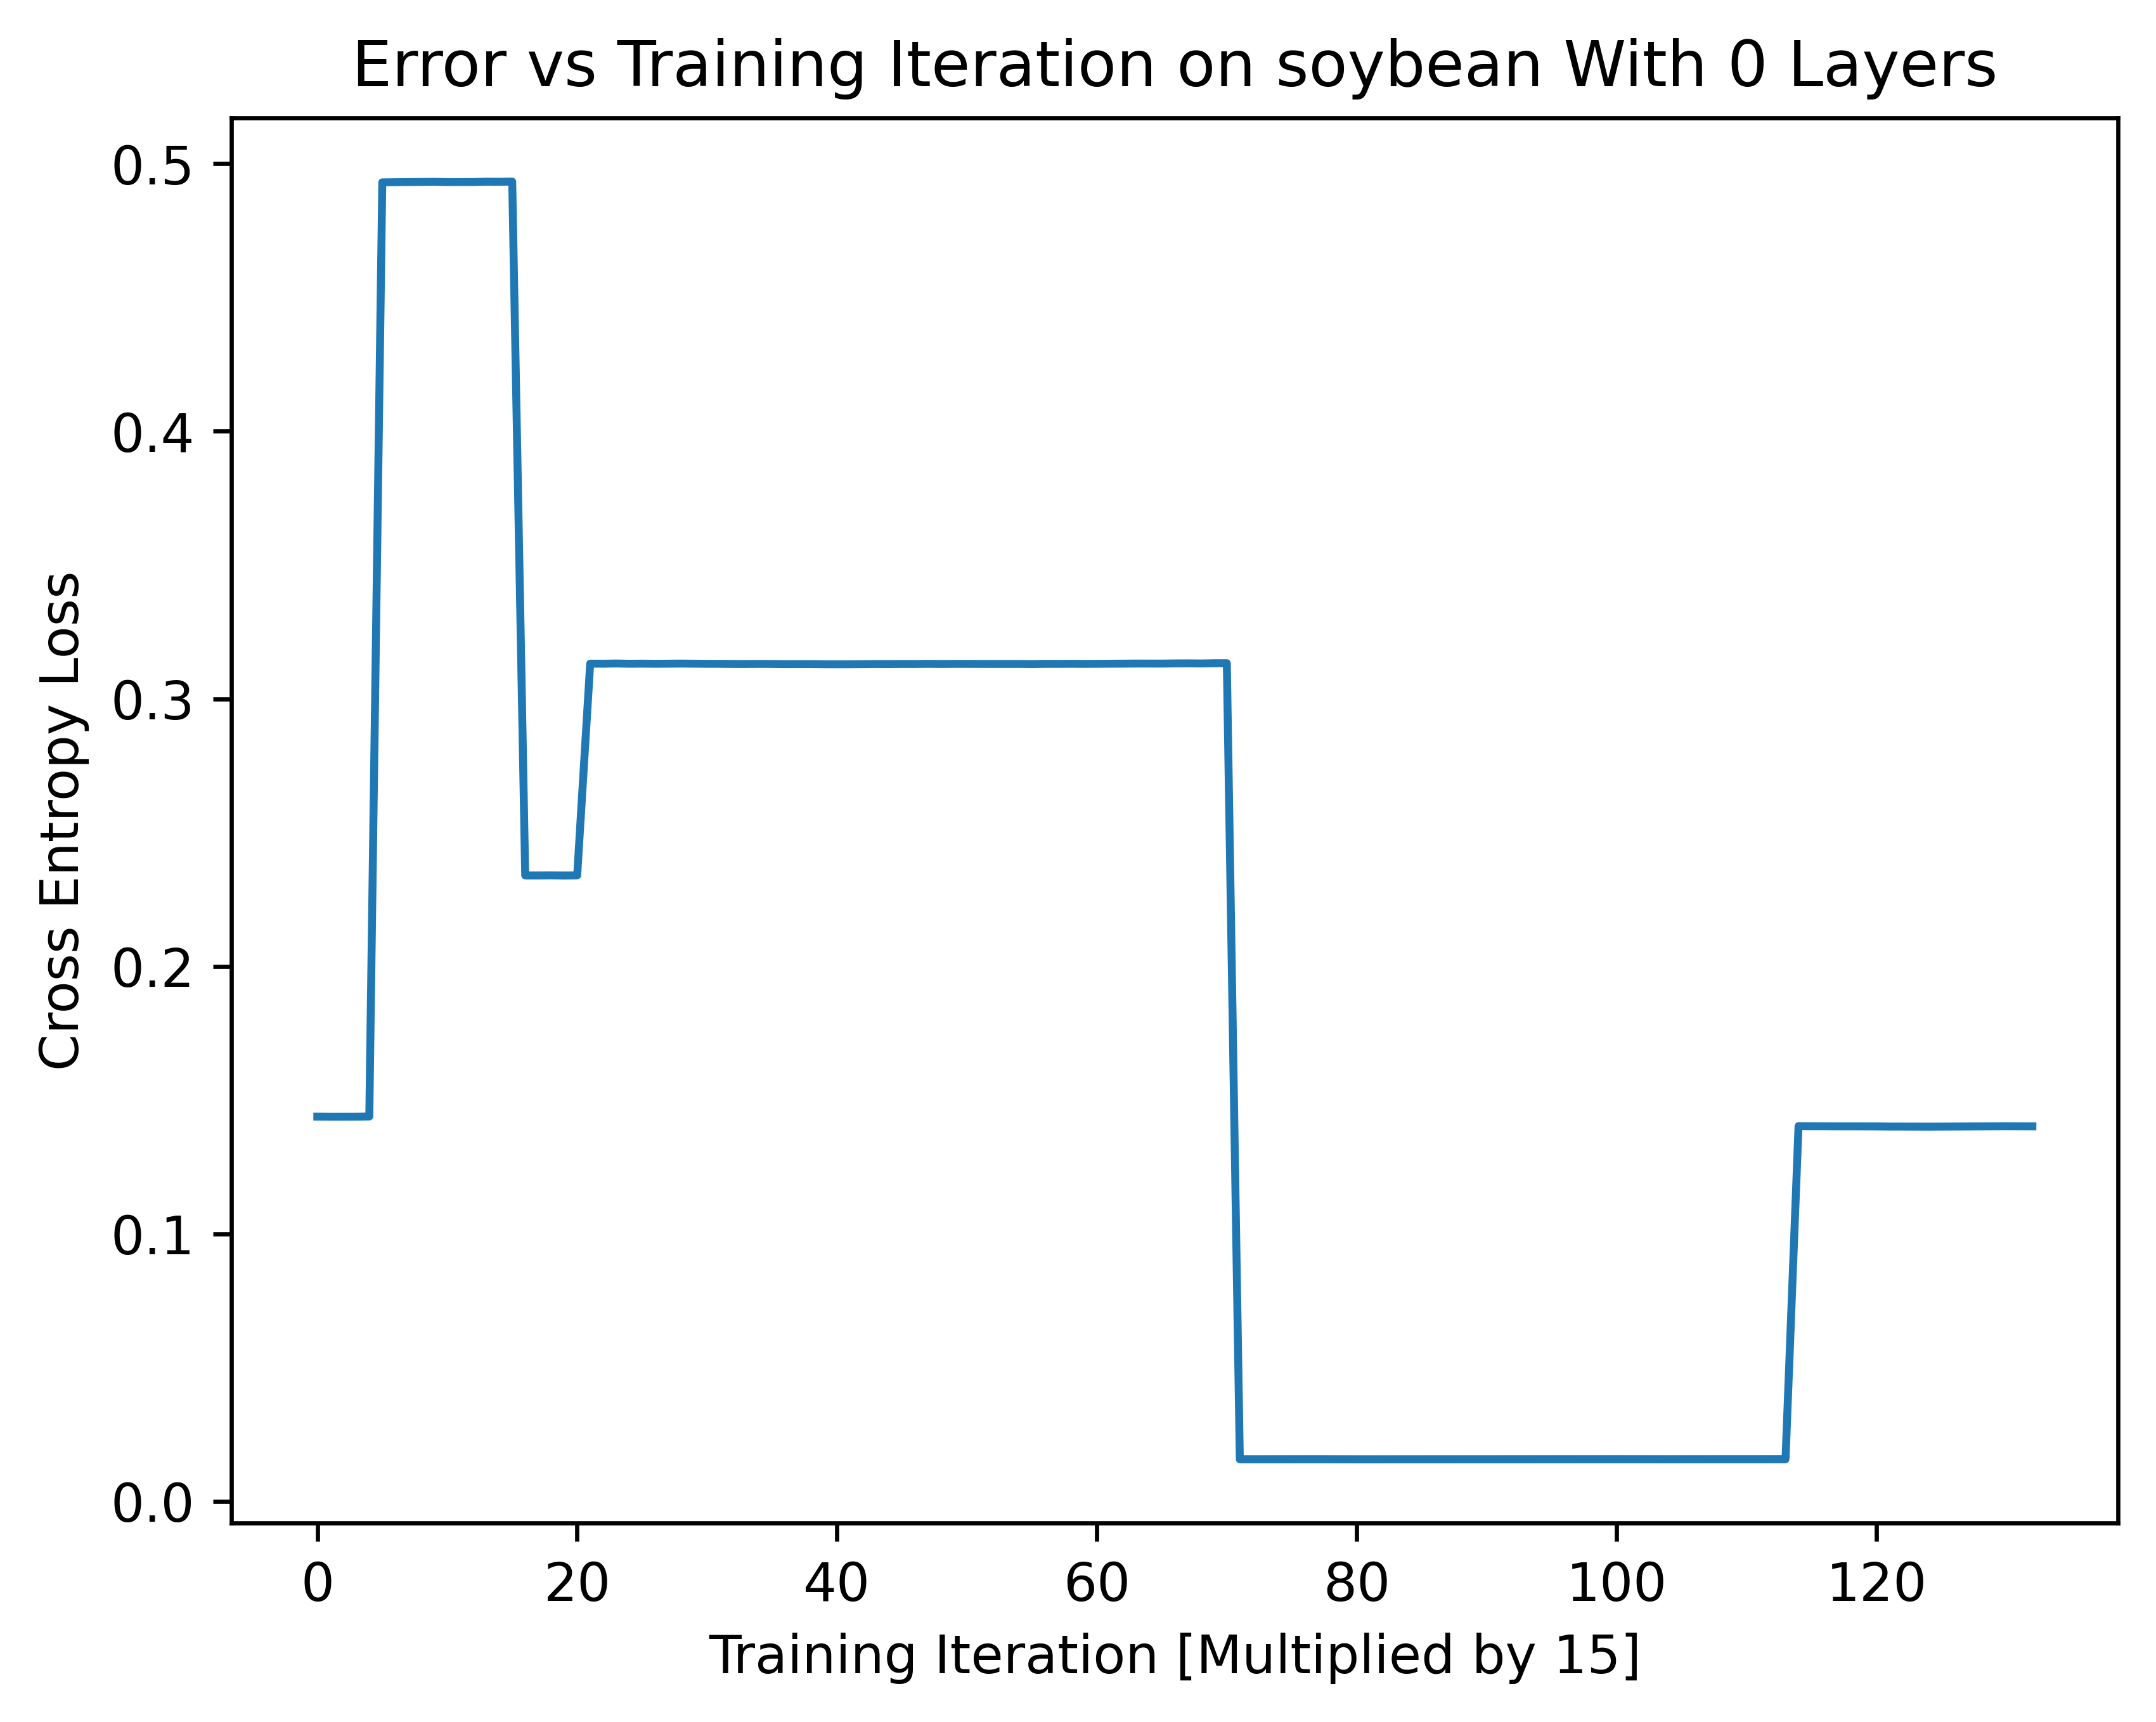 Error vs Training Iteration on soybean With 0 Layers
0.5
0.4
0.3
0.2
0.1
0.0
Cross Entropy Loss
0 20 40 60 80 100 120
Training Iteration [Multiplied by 15]